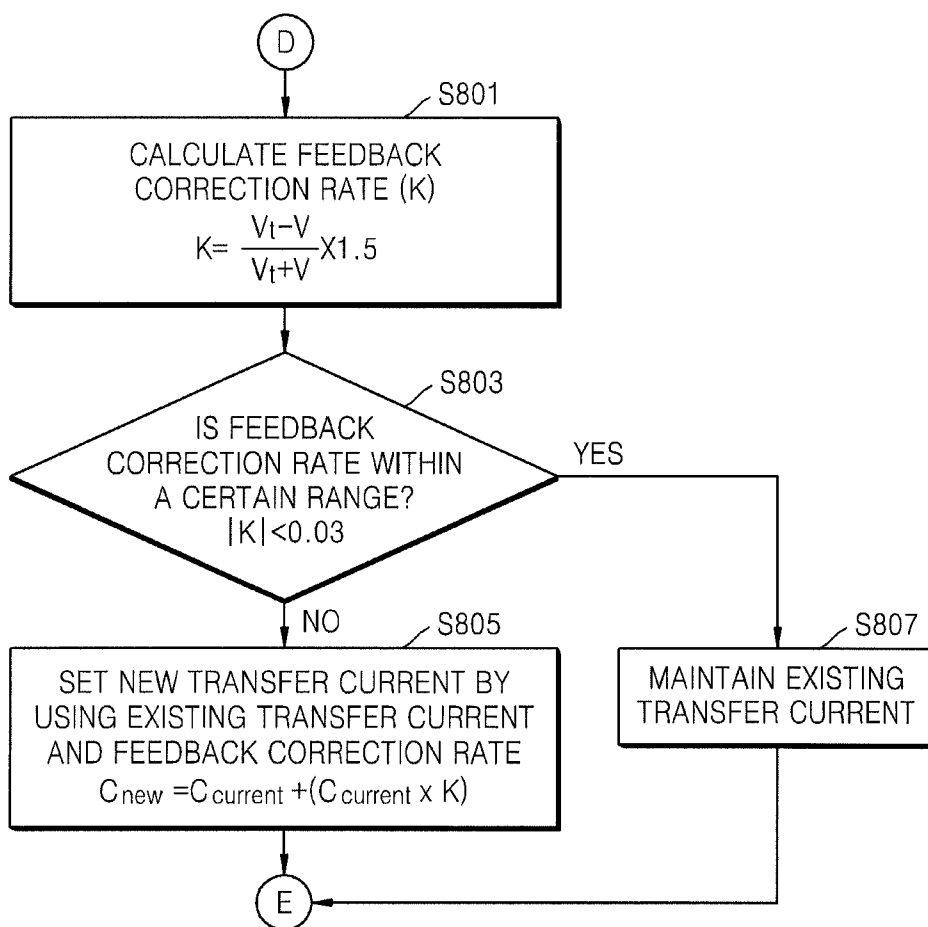 D
S801
CALCULATE FEEDBACK
CORRECTION RATE (K)
K= Vt-V / Vt+V X1.5
S803
IS FEEDBACK
CORRECTION RATE WITHIN
A CERTAIN RANGE?
|K|<0.03
YES
NO
S805
SET NEW TRANSFER CURRENT BY
USING EXISTING TRANSFER CURRENT
AND FEEDBACK CORRECTION RATE
Cnew =Ccurrent +(Ccurrent x K)
S807
MAINTAIN EXISTING
TRANSFER CURRENT
E